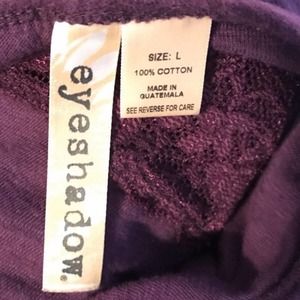 eyeshadow®
SIZE: L
100% COTTON
MADE IN
GUATEMALA
SEE REVERSE FOR CARE